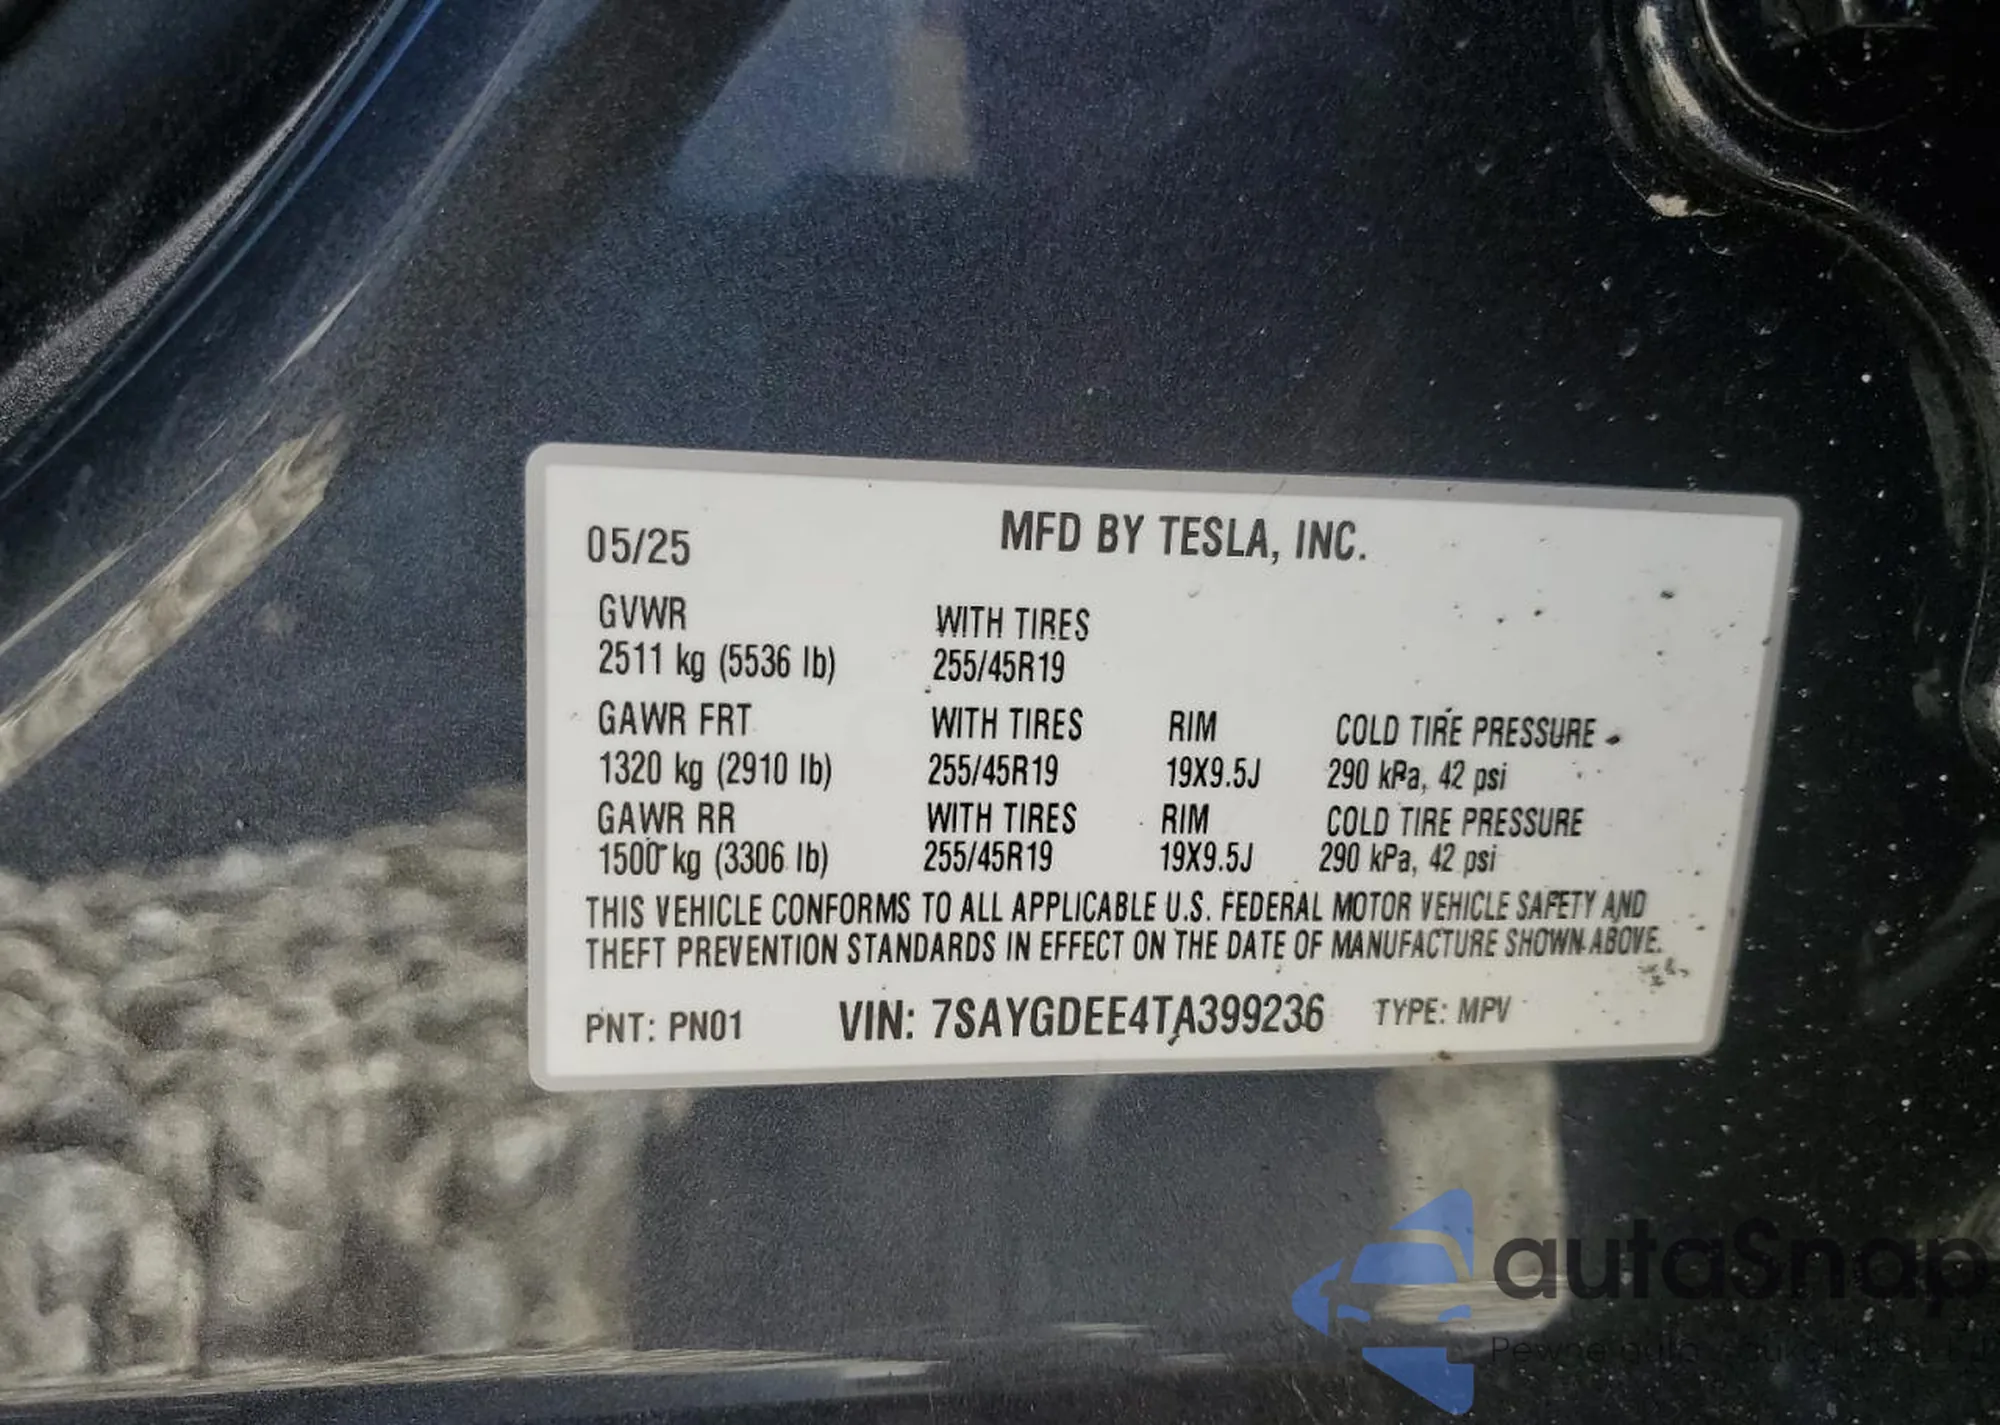 05/25 MFD BY TESLA, INC.
GVWR WITH TIRES
2511 kg (5536 lb) 255/45R19
GAWR FRT WITH TIRES RIM COLD TIRE PRESSURE
1320 kg (2910 lb) 255/45R19 19X9.5J 290 kPa, 42 psi
GAWR RR WITH TIRES RIM COLD TIRE PRESSURE
1500 kg (3306 lb) 255/45R19 19X9.5J 290 kPa, 42 psi
THIS VEHICLE CONFORMS TO ALL APPLICABLE U.S. FEDERAL MOTOR VEHICLE SAFETY AND
THEFT PREVENTION STANDARDS IN EFFECT ON THE DATE OF MANUFACTURE SHOWN ABOVE.
PNT: PN01 VIN: 7SAYGDEE4TA399236 TYPE: MPV
autaSnap
Pewne auta